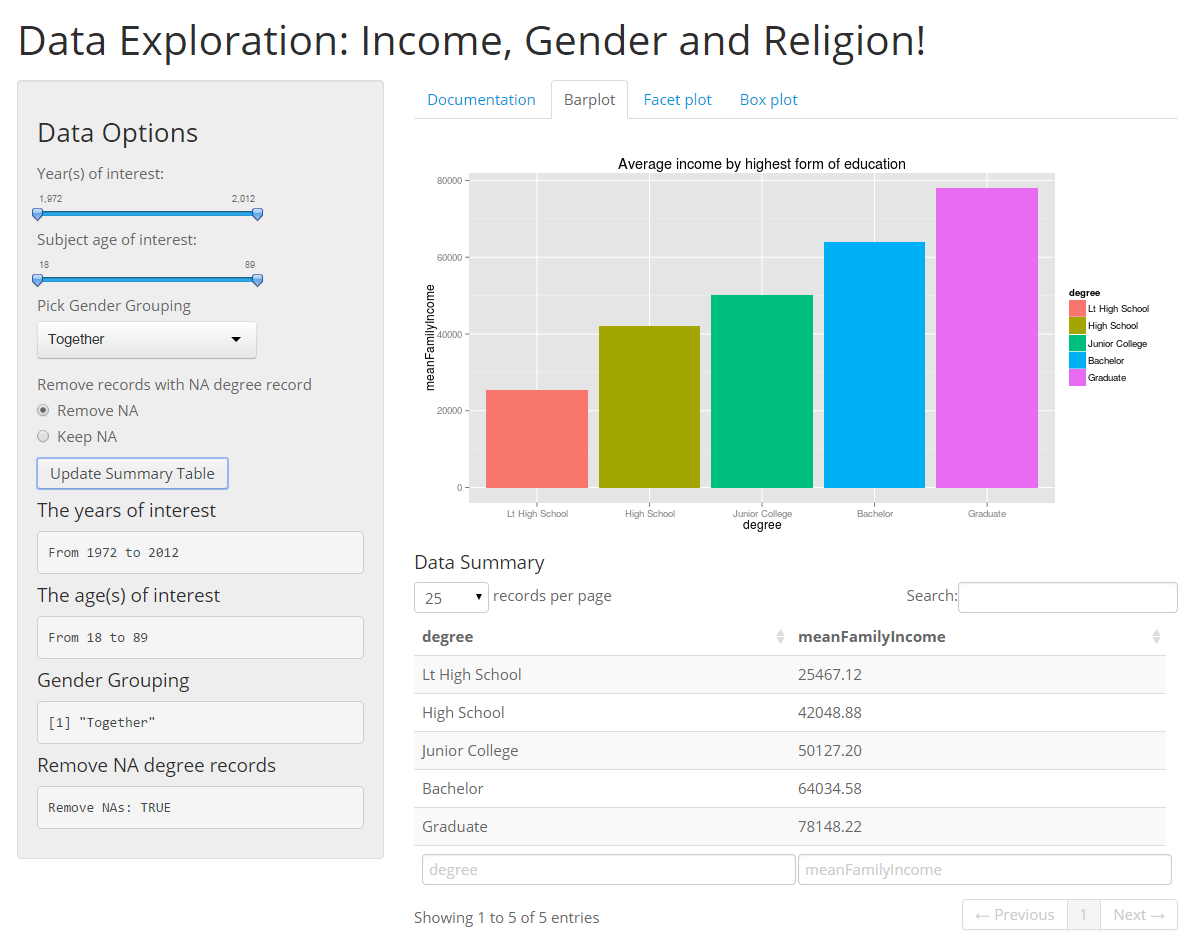 Data Exploration: Income, Gender and Religion!
Data Options
Year(s) of interest:
1,972 2,012
Subject age of interest:
18 89
Pick Gender Grouping
Together
Remove records with NA degree record
Remove NA
Keep NA
Update Summary Table
The years of interest
From 1972 to 2012
The age(s) of interest
From 18 to 89
Gender Grouping
[1] "Together"
Remove NA degree records
Remove NAs: TRUE
Documentation Barplot Facet plot Box plot
Average income by highest form of education
meanFamilyIncome
80000
60000
40000
20000
0
Lt High School High School Junior College Bachelor Graduate
degree
degree
Lt High School
High School
Junior College
Bachelor
Graduate
Data Summary
25 records per page Search:
degree meanFamilyIncome
Lt High School 25467.12
High School 42048.88
Junior College 50127.20
Bachelor 64034.58
Graduate 78148.22
degree meanFamilyIncome
Showing 1 to 5 of 5 entries ← Previous 1 Next →